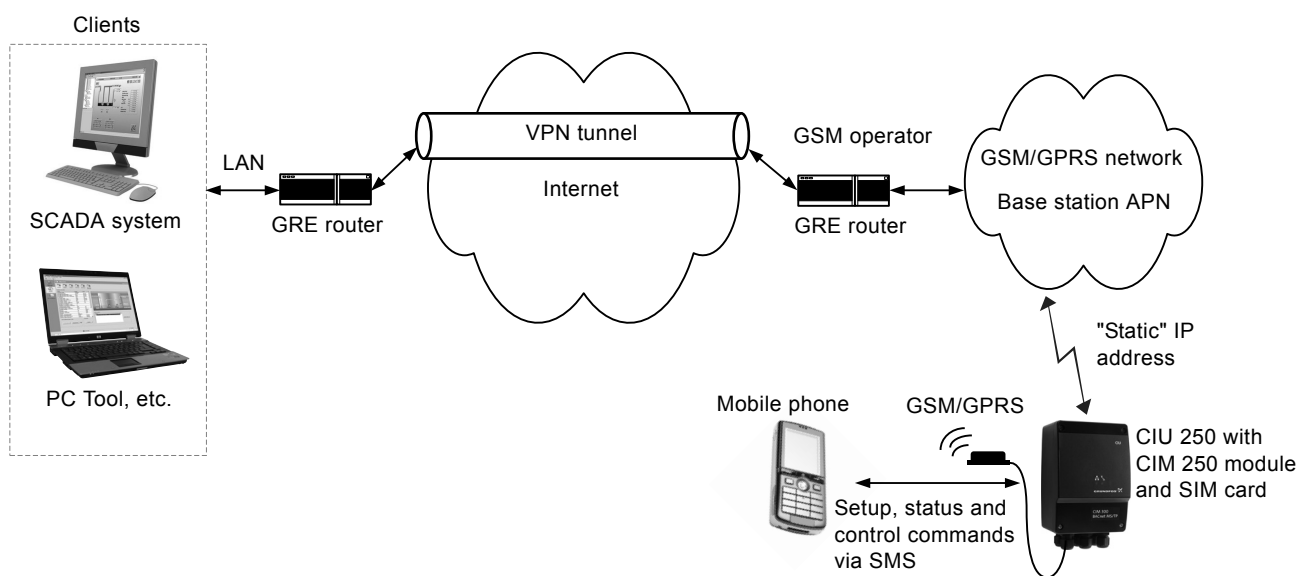 Clients
SCADA system
PC Tool, etc.
LAN
GRE router
VPN tunnel
Internet
GSM operator
GRE router
GSM/GPRS network
Base station APN
"Static" IP
address
Mobile phone
GSM/GPRS
Setup, status and
control commands
via SMS
CIU 250 with
CIM 250 module
and SIM card